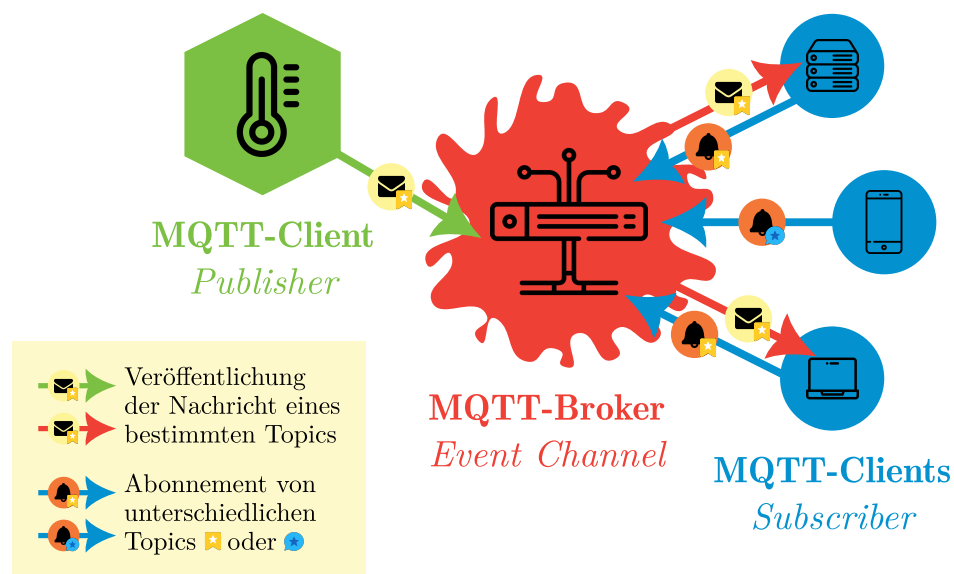 MQTT-Client
Publisher
MQTT-Broker
Event Channel
MQTT-Clients
Subscriber
Veröffentlichung
der Nachricht eines
bestimmten Topics
Abonnement von
unterschiedlichen
Topics oder